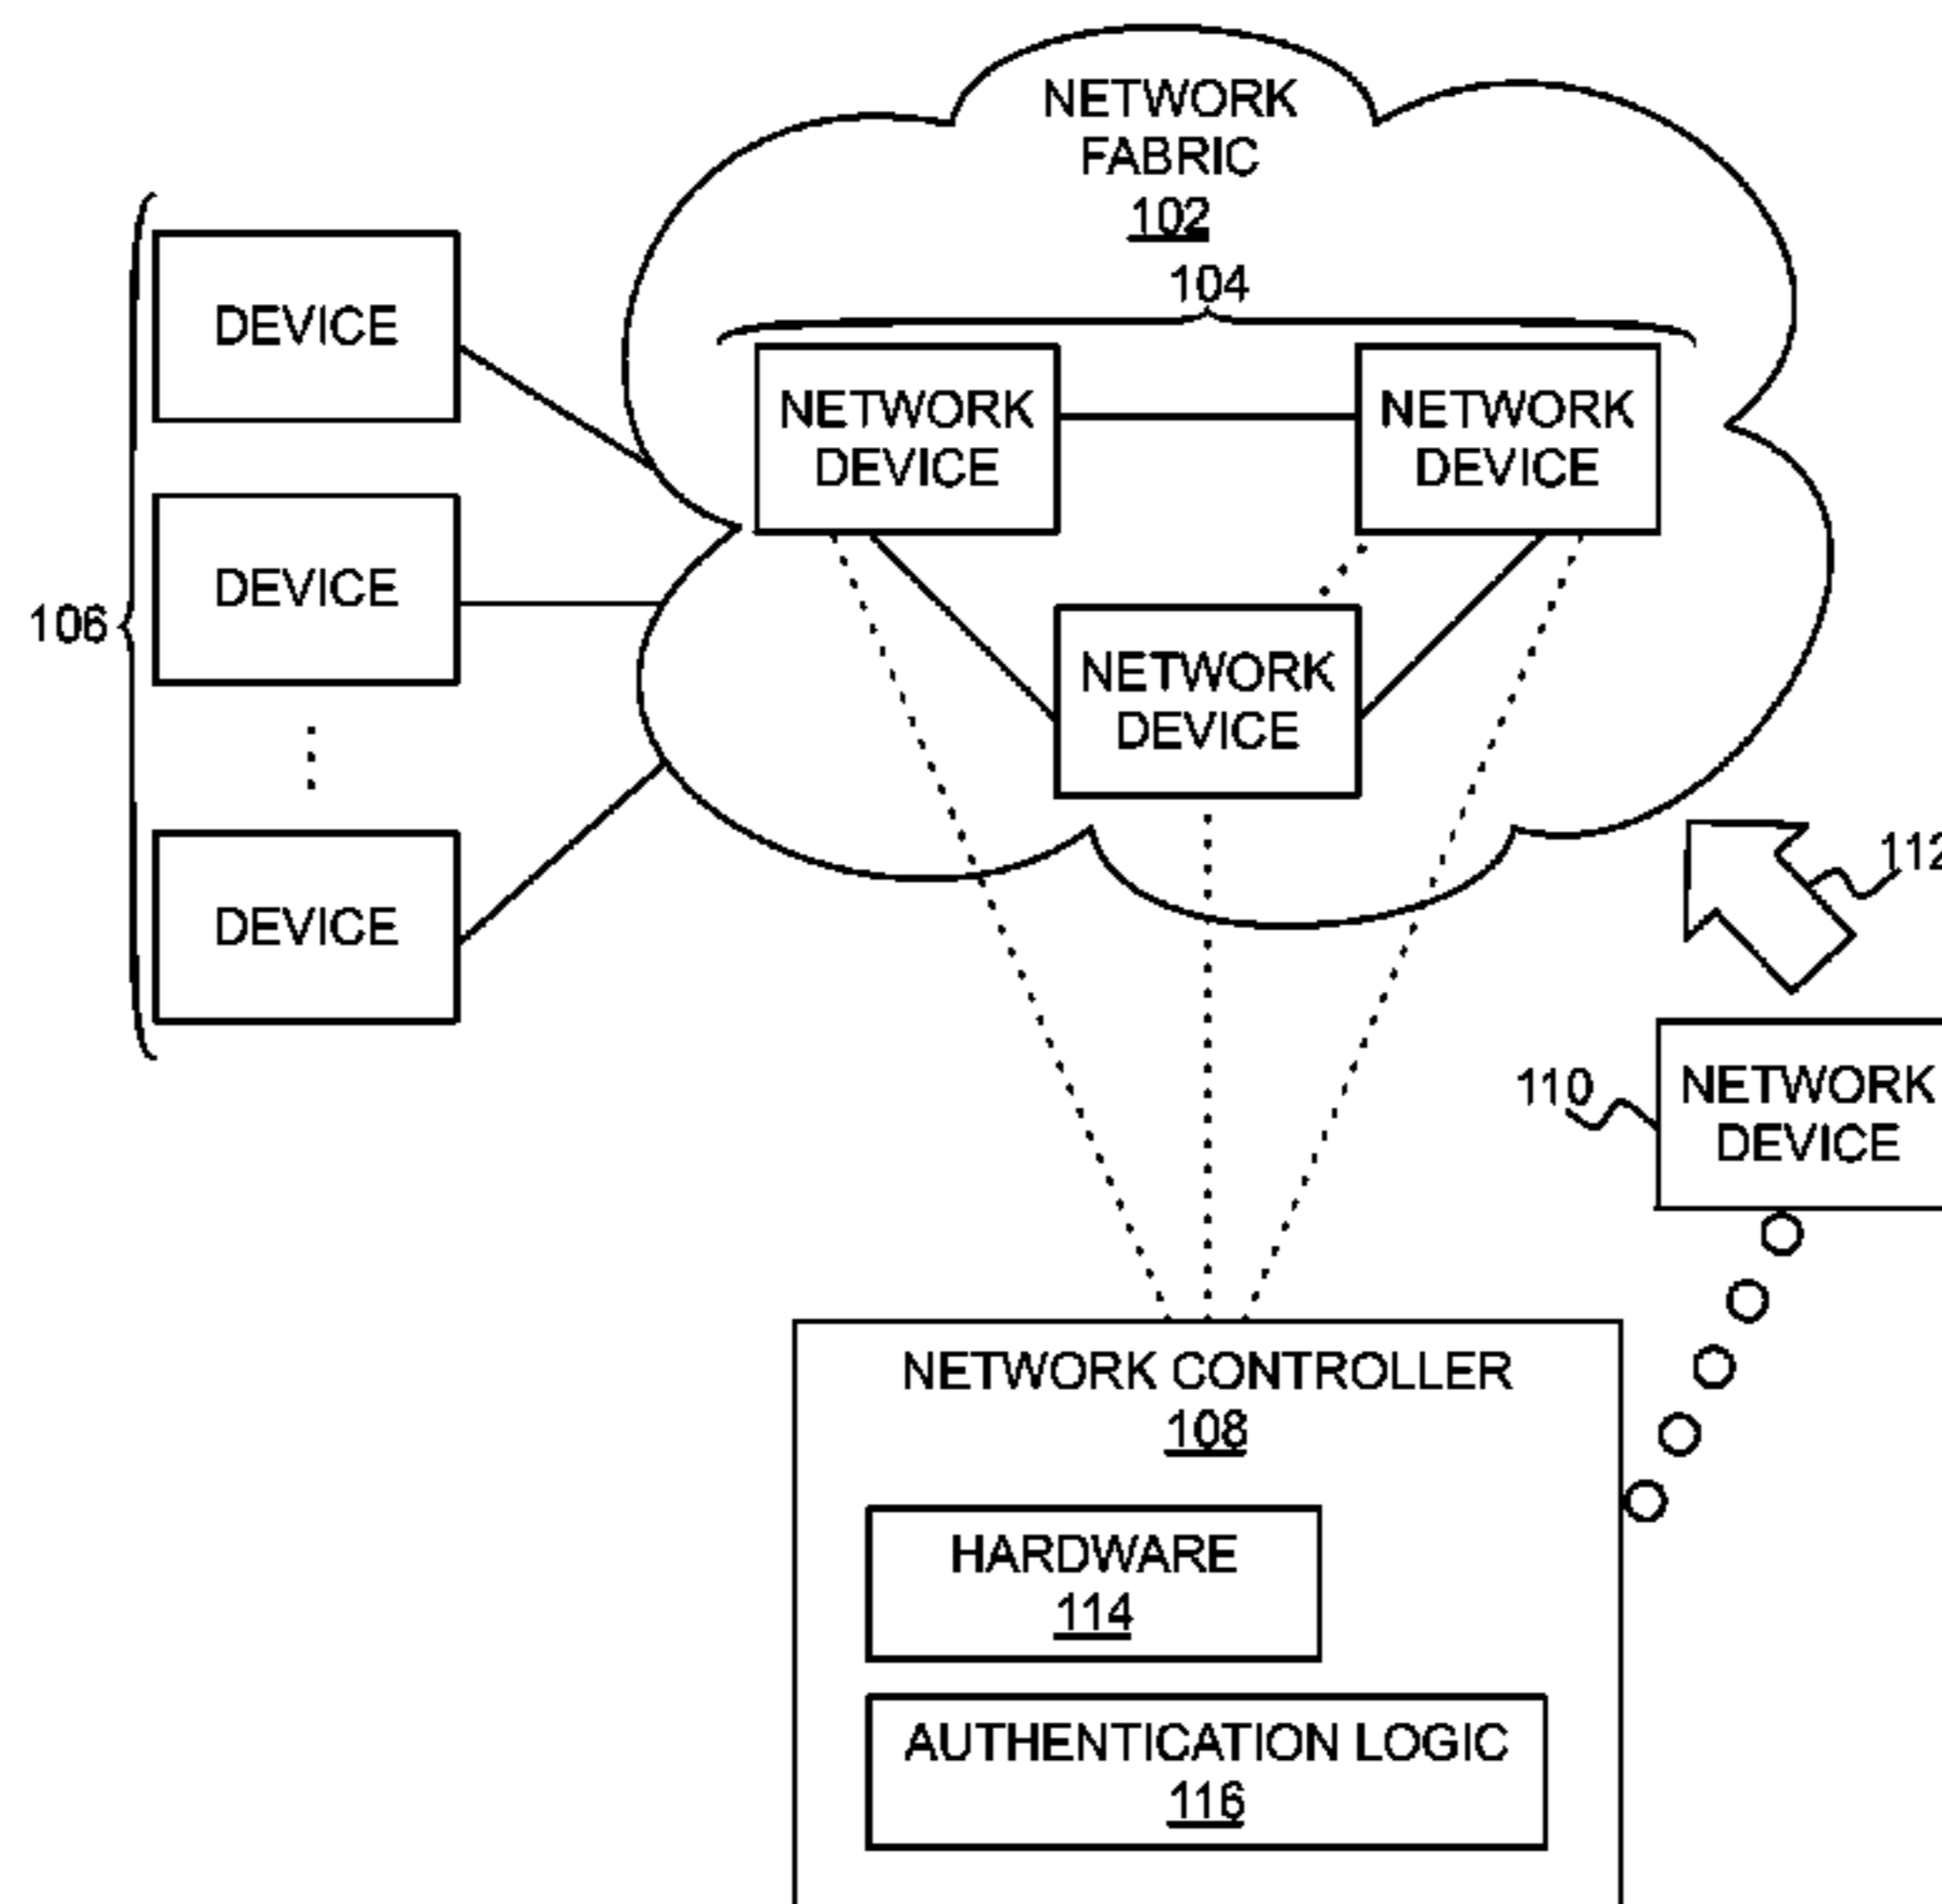 NETWORK
FABRIC
102
104
DEVICE
NETWORK
DEVICE
NETWORK
DEVICE
DEVICE
106
NETWORK
DEVICE
DEVICE
112
110
NETWORK
DEVICE
NETWORK CONTROLLER
108
HARDWARE
114
AUTHENTICATION LOGIC
116